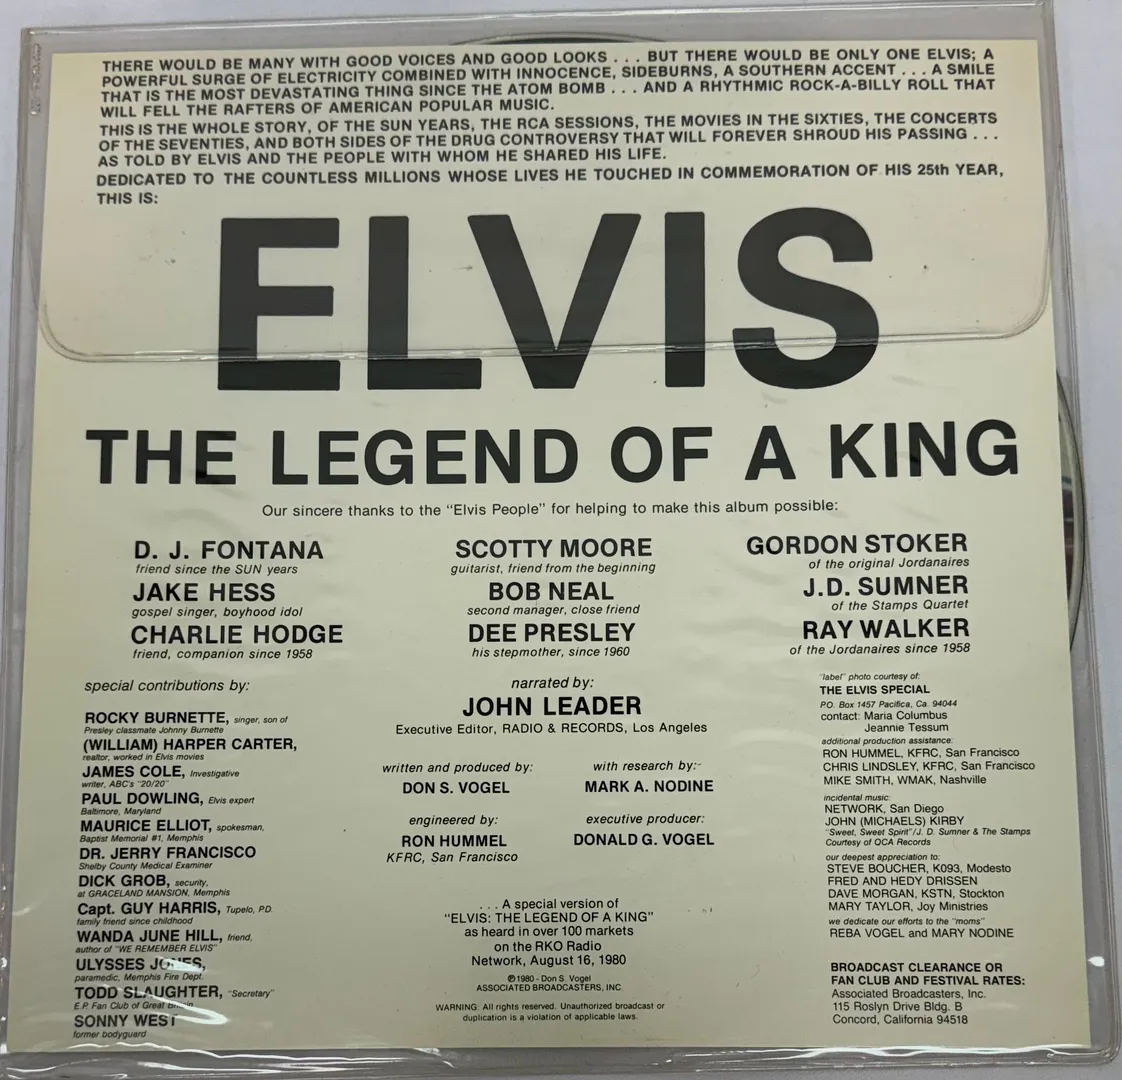 THERE WOULD BE MANY WITH GOOD VOICES AND GOOD LOOKS . . . BUT THERE WOULD BE ONLY ONE ELVIS; A
POWERFUL SURGE OF ELECTRICITY COMBINED WITH INNOCENCE, SIDEBURNS, A SOUTHERN ACCENT . . . A SMILE
THAT IS THE MOST DEVASTATING THING SINCE THE ATOM BOMB . . . AND A RHYTHMIC ROCK-A-BILLY ROLL THAT
WILL FELL THE RAFTERS OF AMERICAN POPULAR MUSIC.
THIS IS THE WHOLE STORY, OF THE SUN YEARS, THE RCA SESSIONS, THE MOVIES IN THE SIXTIES, THE CONCERTS
OF THE SEVENTIES, AND BOTH SIDES OF THE DRUG CONTROVERSY THAT WILL FOREVER SHROUD HIS PASSING . . .
AS TOLD BY ELVIS AND THE PEOPLE WITH WHOM HE SHARED HIS LIFE.
DEDICATED TO THE COUNTLESS MILLIONS WHOSE LIVES HE TOUCHED IN COMMEMORATION OF HIS 25th YEAR,
THIS IS:
ELVIS
THE LEGEND OF A KING
Our sincere thanks to the "Elvis People" for helping to make this album possible:
D. J. FONTANA
friend since the SUN years
JAKE HESS
gospel singer, boyhood idol
CHARLIE HODGE
friend, companion since 1958
SCOTTY MOORE
guitarist, friend from the beginning
BOB NEAL
second manager, close friend
DEE PRESLEY
his stepmother, since 1960
GORDON STOKER
of the original Jordanaires
J.D. SUMNER
of the Stamps Quartet
RAY WALKER
of the Jordanaires since 1958
special contributions by:
ROCKY BURNETTE, singer, son of
Presley classmate Johnny Burnette
(WILLIAM) HARPER CARTER,
realtor, worked in Elvis movies
JAMES COLE, Investigative
writer, ABC's "20/20"
PAUL DOWLING, Elvis expert
Baltimore, Maryland
MAURICE ELLIOT, spokesman,
Baptist Memorial #1, Memphis
DR. JERRY FRANCISCO
Shelby County Medical Examiner
DICK GROB, security,
at GRACELAND MANSION, Memphis
Capt. GUY HARRIS, Tupelo, P.D.
family friend since childhood
WANDA JUNE HILL, friend,
author of "WE REMEMBER ELVIS"
ULYSSES JONES,
paramedic, Memphis Fire Dept.
TODD SLAUGHTER, "Secretary"
E.P. Fan Club of Great Britain
SONNY WEST
former bodyguard
narrated by:
JOHN LEADER
Executive Editor, RADIO & RECORDS, Los Angeles
written and produced by:
DON S. VOGEL
with research by:
MARK A. NODINE
engineered by:
RON HUMMEL
KFRC, San Francisco
executive producer:
DONALD G. VOGEL
. . . A special version of
"ELVIS: THE LEGEND OF A KING"
as heard in over 100 markets
on the RKO Radio
Network, August 16, 1980
℗1980 - Don S. Vogel
ASSOCIATED BROADCASTERS, INC.
WARNING: All rights reserved. Unauthorized broadcast or
duplication is a violation of applicable laws.
"label" photo courtesy of:
THE ELVIS SPECIAL
P.O. Box 1457 Pacifica, Ca. 94044
contact: Maria Columbus
Jeannie Tessum
additional production assistance:
RON HUMMEL, KFRC, San Francisco
CHRIS LINDSLEY, KFRC, San Francisco
MIKE SMITH, WMAK, Nashville
incidental music:
NETWORK, San Diego
JOHN (MICHAELS) KIRBY
"Sweet, Sweet Spirit"/J. D. Sumner & The Stamps
Courtesy of QCA Records
our deepest appreciation to:
STEVE BOUCHER, K093, Modesto
FRED AND HEDY DRISSEN
DAVE MORGAN, KSTN, Stockton
MARY TAYLOR, Joy Ministries
we dedicate our efforts to the "moms"
REBA VOGEL and MARY NODINE
BROADCAST CLEARANCE OR
FAN CLUB AND FESTIVAL RATES:
Associated Broadcasters, Inc.
115 Roslyn Drive Bldg. B
Concord, California 94518